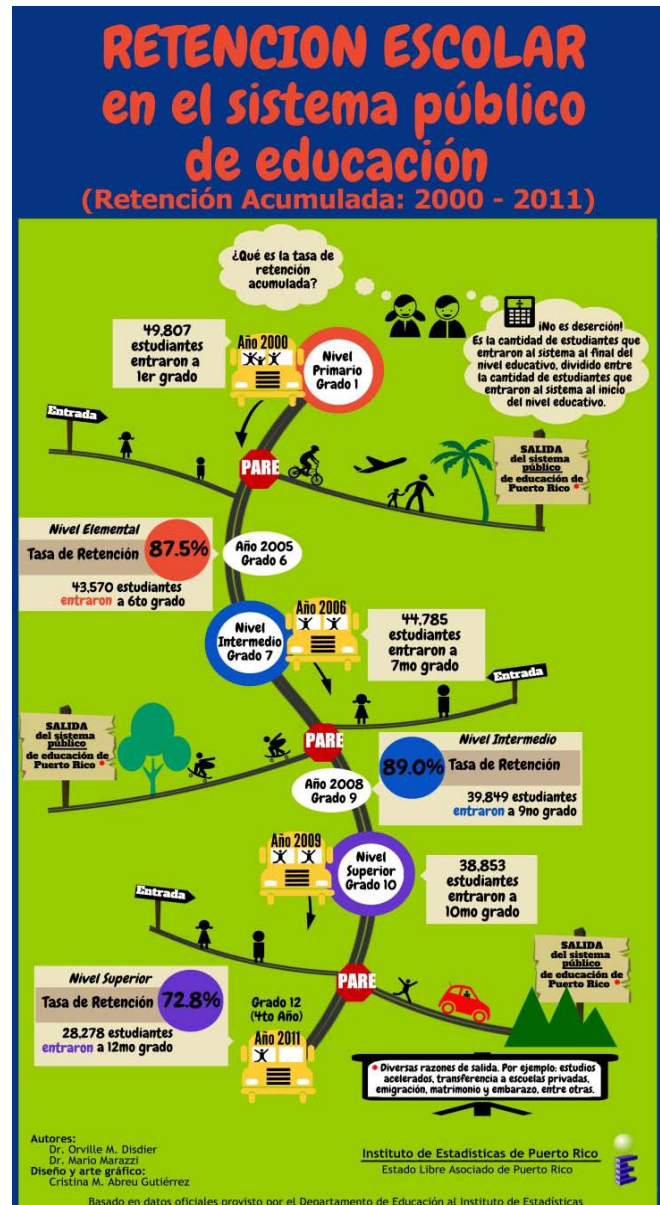 RETENCION ESCOLAR
en el sistema público
de educación
(Retención Acumulada: 2000 - 2011)
¿Qué es la tasa de
retención
acumulada?
¡No es deserción!
Es la cantidad de estudiantes que
entraron al sistema al final del
nivel educativo, dividido entre
la cantidad de estudiantes que
entraron al sistema al inicio
del nivel educativo.
49,807
estudiantes
entraron a
1er grado
Año 2000
Nivel
Primario
Grado 1
Entrada
PARE
SALIDA
del sistema
público
de educación de
Puerto Rico *
Nivel Elemental
Tasa de Retención 87.5%
43,570 estudiantes
entraron a 6to grado
Año 2005
Grado 6
Nivel
Intermedio
Grado 7
Año 2006
44,785
estudiantes
entraron a
7mo grado
Entrada
SALIDA
del sistema
público
de educación de
Puerto Rico *
PARE
Nivel Intermedio
89.0% Tasa de Retención
39,849 estudiantes
entraron a 9no grado
Año 2008
Grado 9
Año 2009
Nivel
Superior
Grado 10
38,853
estudiantes
entraron a
10mo grado
Entrada
PARE
SALIDA
del sistema
público
de educación de
Puerto Rico *
Nivel Superior
Tasa de Retención 72.8%
28,278 estudiantes
entraron a 12mo grado
Grado 12
(4to Año)
Año 2011
* Diversas razones de salida. Por ejemplo: estudios
acelerados, transferencia a escuelas privadas,
emigración, matrimonio y embarazo, entre otras.
Autores:
Dr. Orville M. Disdier
Dr. Mario Marazzi
Diseño y arte gráfico:
Cristina M. Abreu Gutiérrez
Instituto de Estadísticas de Puerto Rico
Estado Libre Asociado de Puerto Rico
Basado en datos oficiales provisto por el Departamento de Educación al Instituto de Estadísticas